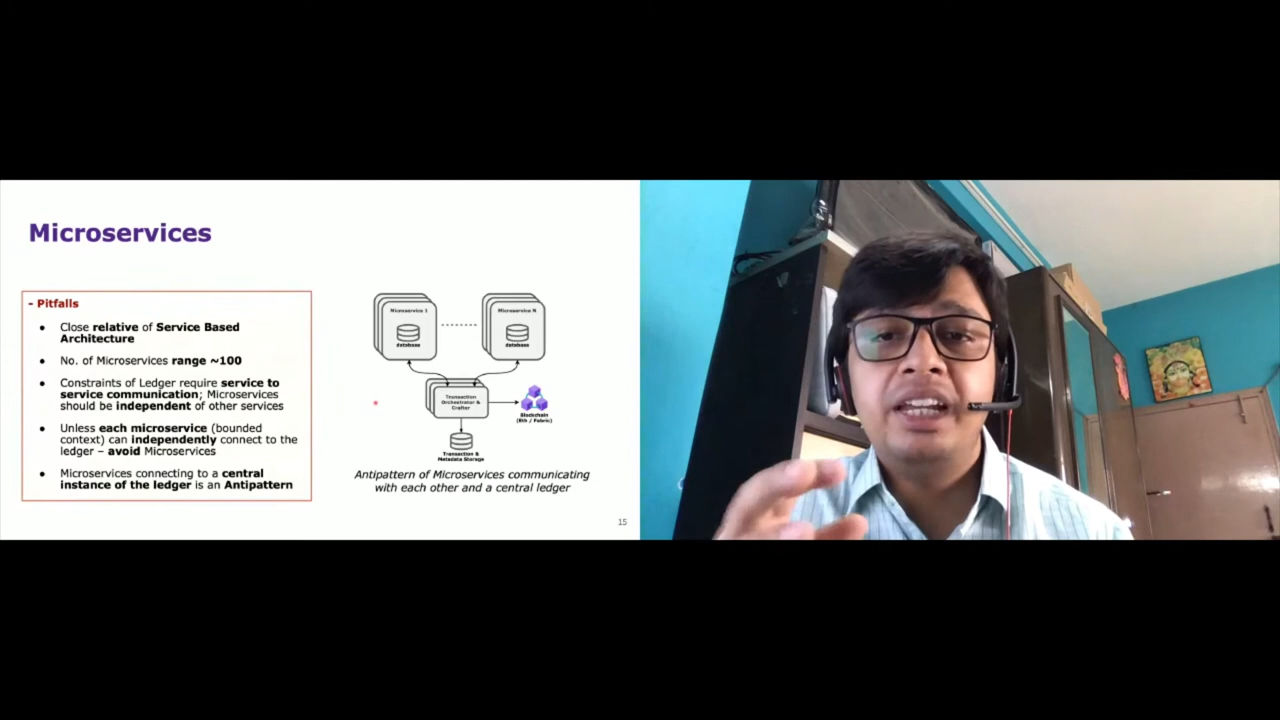 Microservices
- Pitfalls
● Close relative of Service Based
Architecture
● No. of Microservices range ~100
● Constraints of Ledger require service to
service communication; Microservices
should be independent of other services
● Unless each microservice (bounded
context) can independently connect to the
ledger – avoid Microservices
● Microservices connecting to a central
instance of the ledger is an Antipattern
Microservice 1
database
Microservice N
database
Transaction
Orchestrator &
Crafter
Blockchain
(Eth / Fabric)
Transaction &
Metadata Storage
Antipattern of Microservices communicating
with each other and a central ledger
15